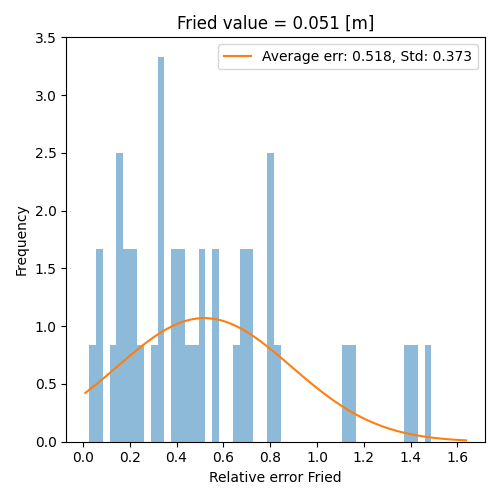 Fried value = 0.051 [m]
Average err: 0.518, Std: 0.373
3.5
3.0
2.5
2.0
1.5
1.0
0.5
0.0
Frequency
0.0 0.2 0.4 0.6 0.8 1.0 1.2 1.4 1.6
Relative error Fried